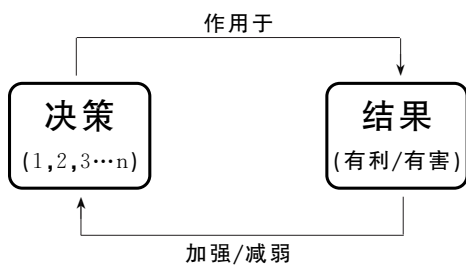 作用于
决策
(1,2,3…n)
结果
(有利/有害)
加强/减弱